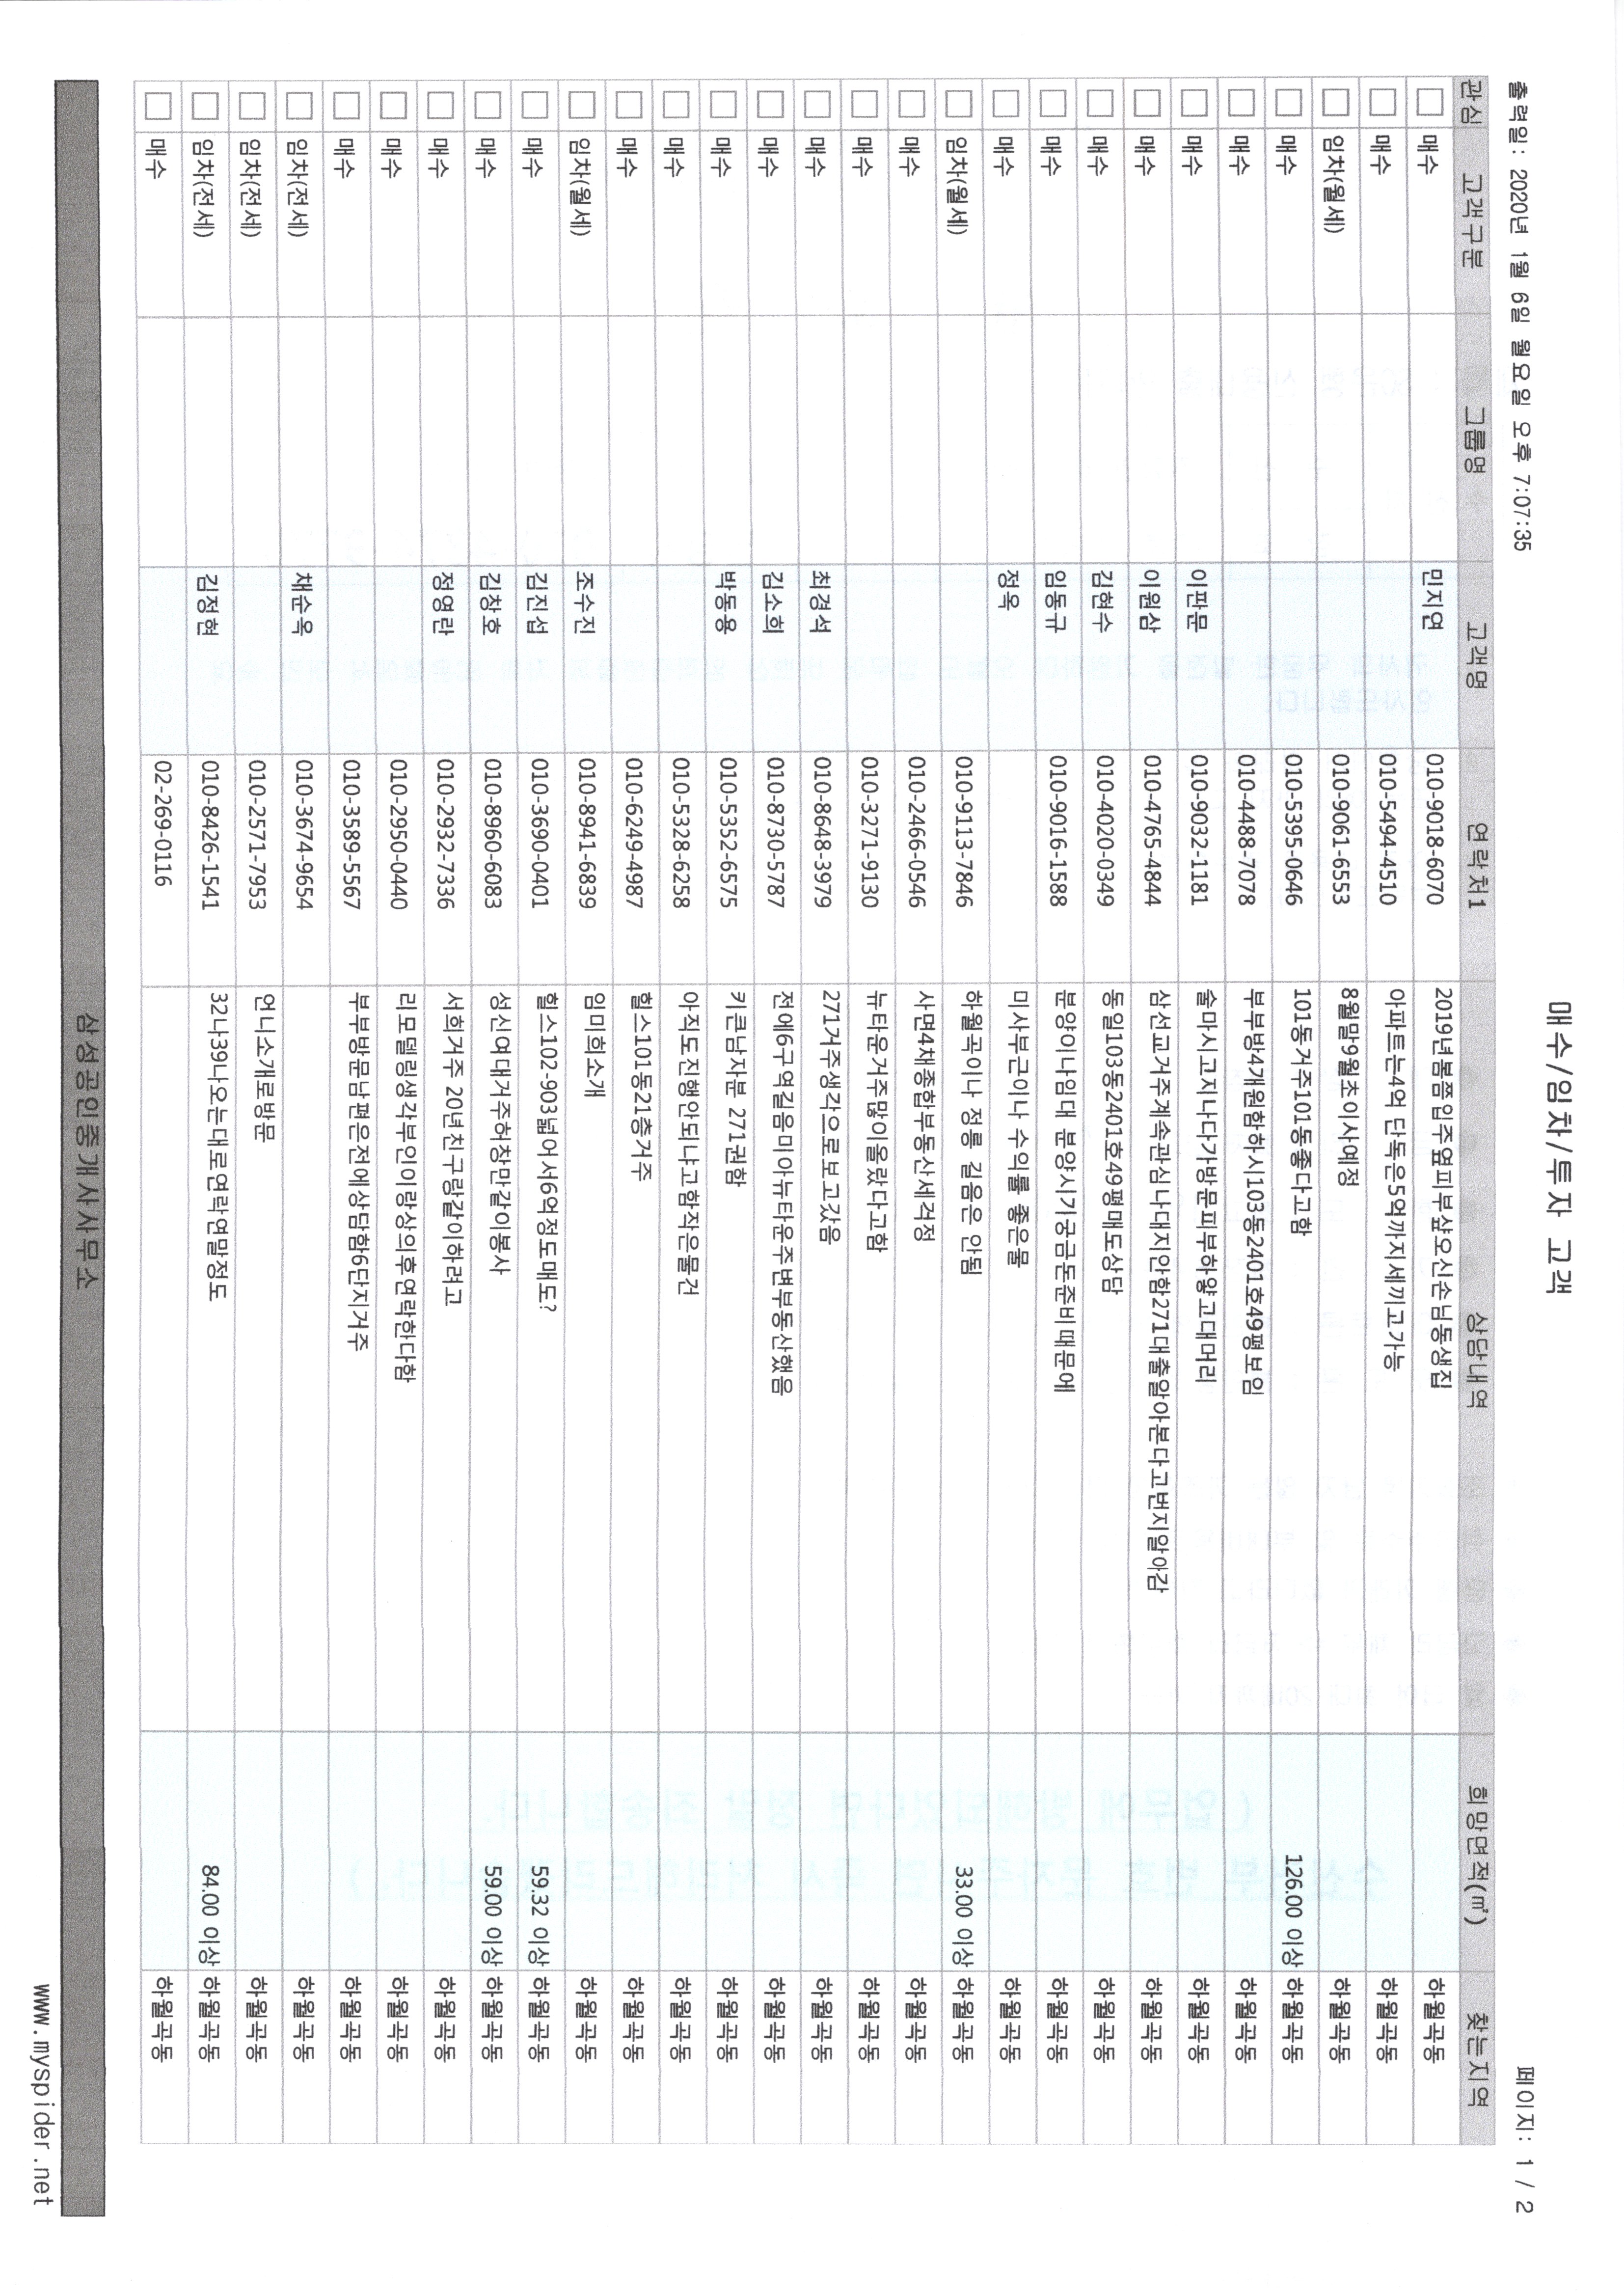 매수/임차/투자 고객
출력일: 2020년 1월 6일 월요일 오후 7:07:35 페이지: 1 / 2
관심 고객구분 그룹명 고객명 연락처1 상담내역 희망면적(㎡) 찾는지역
매수 민지연 010-9018-6070 2019년봄쯤입주옆피부샾오신손님동생집 하월곡동
매수 010-5494-4510 아파트는4억 단독은5억까지세끼고가능 하월곡동
임차(월세) 010-9061-6553 8월말9월초이사예정 하월곡동
매수 010-5395-0646 101동거주101동좋다고함 126.00 이상 하월곡동
매수 010-4488-7078 부부방4개원함하시103동2401호49평보임 하월곡동
매수 이판문 010-9032-1181 술마시고지나다가방문피부하얗고대머리 하월곡동
매수 이원삼 010-4765-4844 삼선교거주계속관심나대지안함271대출알아본다고번지알아감 하월곡동
매수 김현수 010-4020-0349 동일103동2401호49평매도상담 하월곡동
매수 임동규 010-9016-1588 분양이나임대 분양시기궁금돈준비때문에 하월곡동
매수 정옥 미사부근이나 수익률 좋은물 하월곡동
임차(월세) 010-9113-7846 하월곡이나 정릉 길음은 안됨 33.00 이상 하월곡동
매수 010-2466-0546 사면4채종합부동산세걱정 하월곡동
매수 010-3271-9130 뉴타운거주많이올랐다고함 하월곡동
매수 최경석 010-8648-3979 271거주생각으로보고갔음 하월곡동
매수 김소희 010-8730-5787 전에6구역길음미아뉴타운주변부동산했음 하월곡동
매수 박동용 010-5352-6575 키큰남자분 271권함 하월곡동
매수 010-5328-6258 아직도진행안되냐고함작은물건 하월곡동
매수 010-6249-4987 힐스101동21층거주 하월곡동
임차(월세) 조수진 010-8941-6839 임미희소개 하월곡동
매수 김진섭 010-3690-0401 힐스102-903넓어서6억정도매도? 59.32 이상 하월곡동
매수 김창호 010-8960-6083 성신여대거주허창만같이봉사 59.00 이상 하월곡동
매수 정영란 010-2932-7336 서희거주 20년친구랑같이하려고 하월곡동
매수 010-2950-0440 리모델링생각부인이랑상의후연락한다함 하월곡동
매수 010-3589-5567 부부방문남편은전에상담함6단지거주 하월곡동
임차(전세) 채순옥 010-3674-9654 하월곡동
임차(전세) 010-2571-7953 언니소개로방문 하월곡동
임차(전세) 김정현 010-8426-1541 32나39나오는대로연락연말정도 84.00 이상 하월곡동
매수 02-269-0116 하월곡동
삼성공인중개사사무소
www.myspider.net